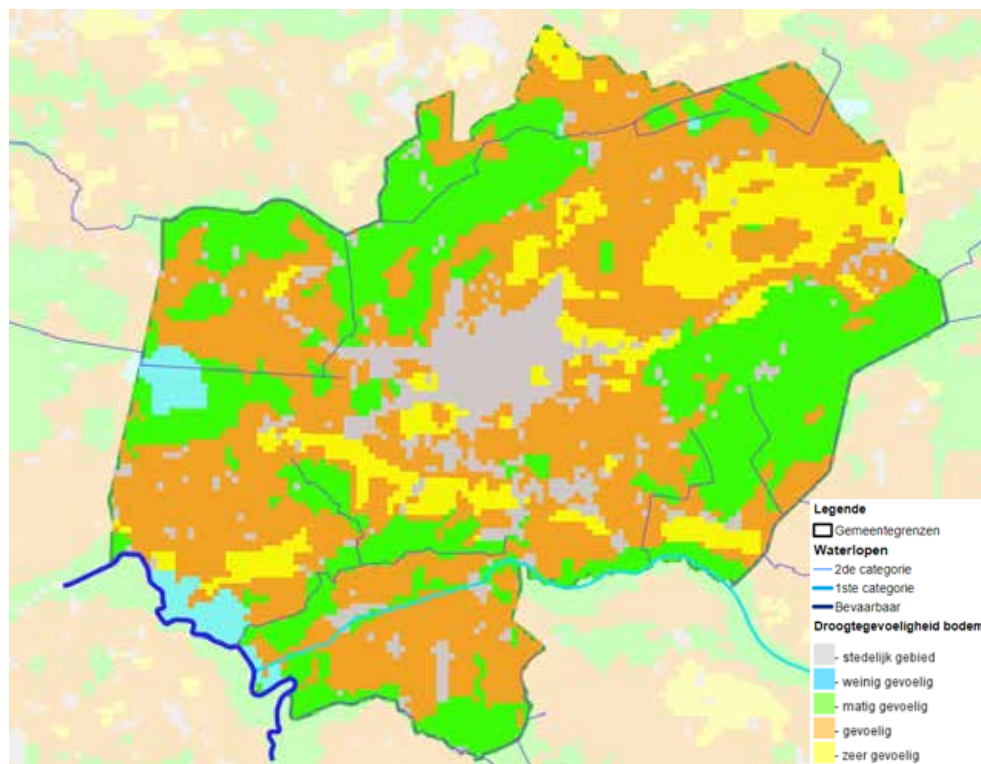 Legende
Gemeentegrenzen
Waterlopen
2de categorie
1ste categorie
Bevaarbaar
Droogtegevoeligheid bodem
- stedelijk gebied
- weinig gevoelig
- matig gevoelig
- gevoelig
- zeer gevoelig